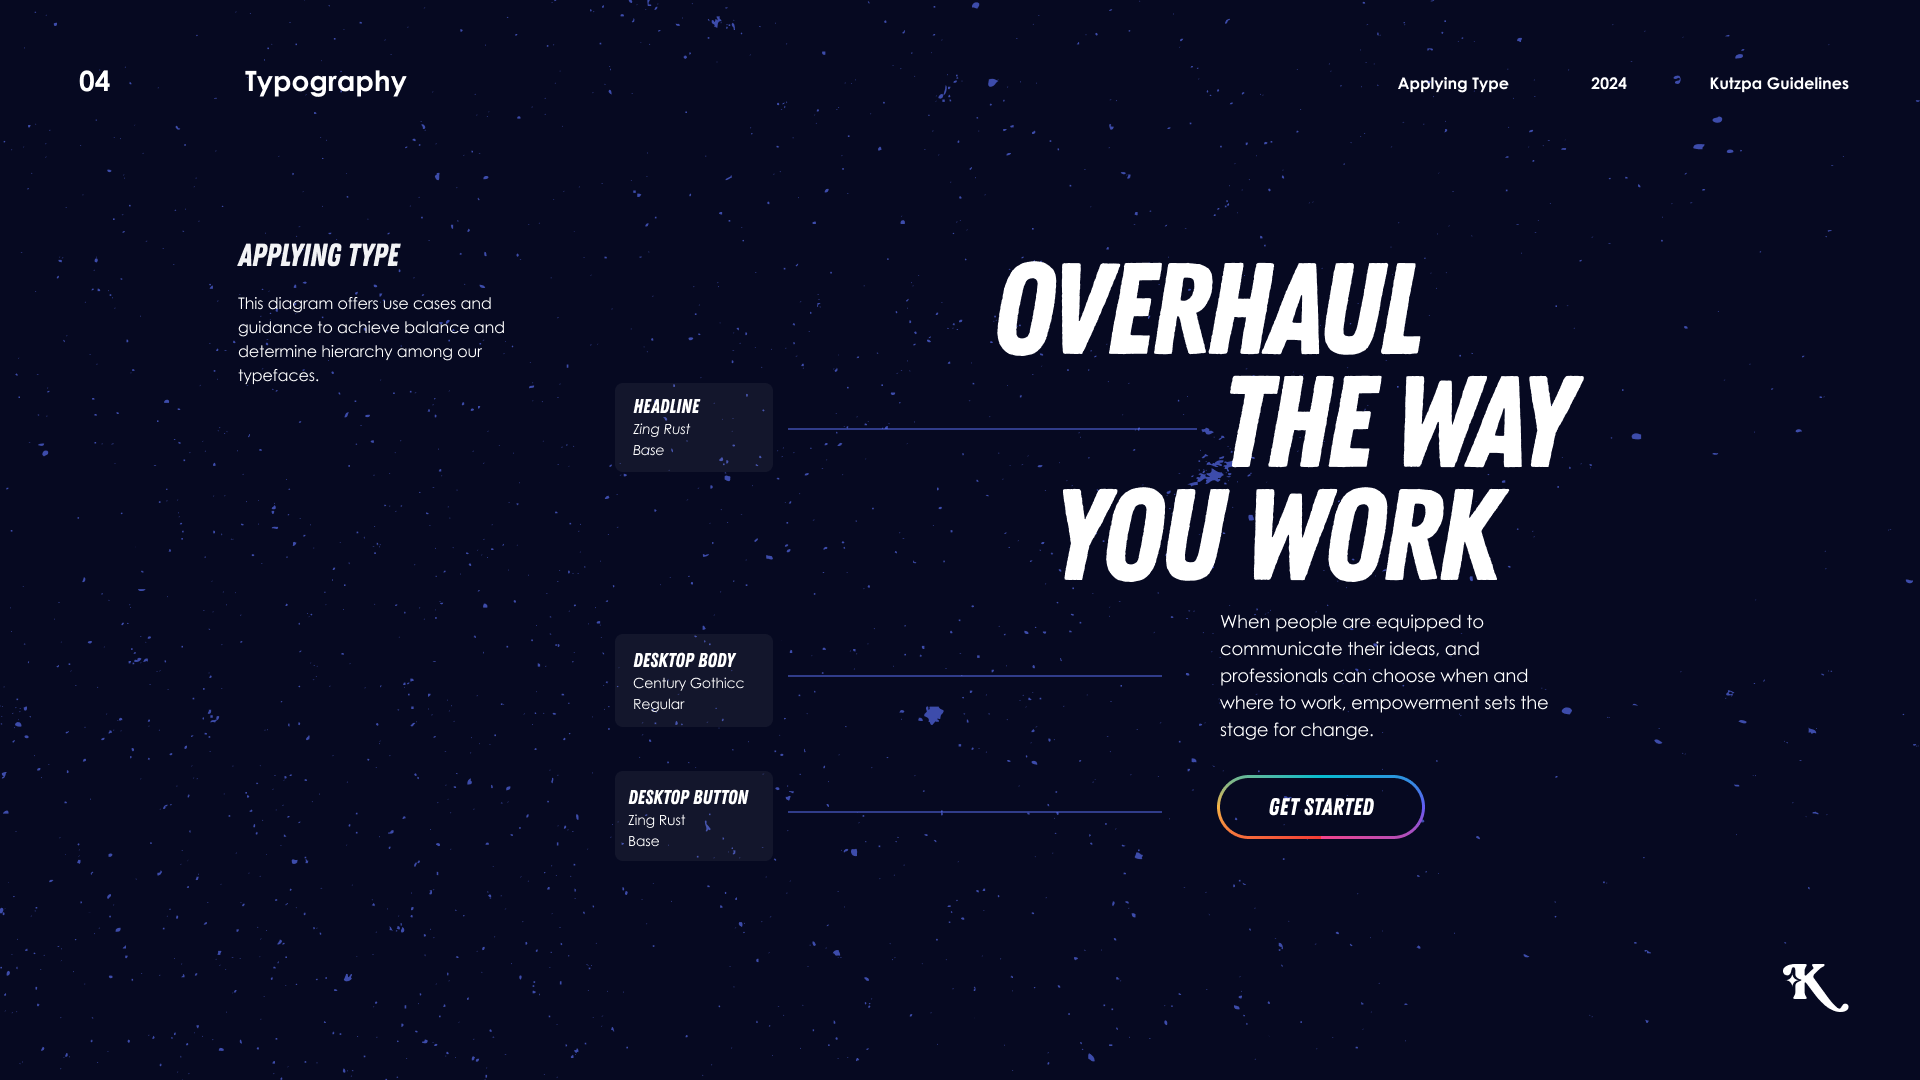 04
Typography
Applying Type
2024
Kutzpa Guidelines
APPLYING TYPE
This diagram offers use cases and
guidance to achieve balance and
determine hierarchy among our
typefaces.
HEADLINE
Zing Rust
Base
OVERHAUL
THE WAY
YOU WORK
DESKTOP BODY
Century Gothicc
Regular
When people are equipped to
communicate their ideas, and
professionals can choose when and
where to work, empowerment sets the
stage for change.
DESKTOP BUTTON
Zing Rust
Base
GET STARTED
K